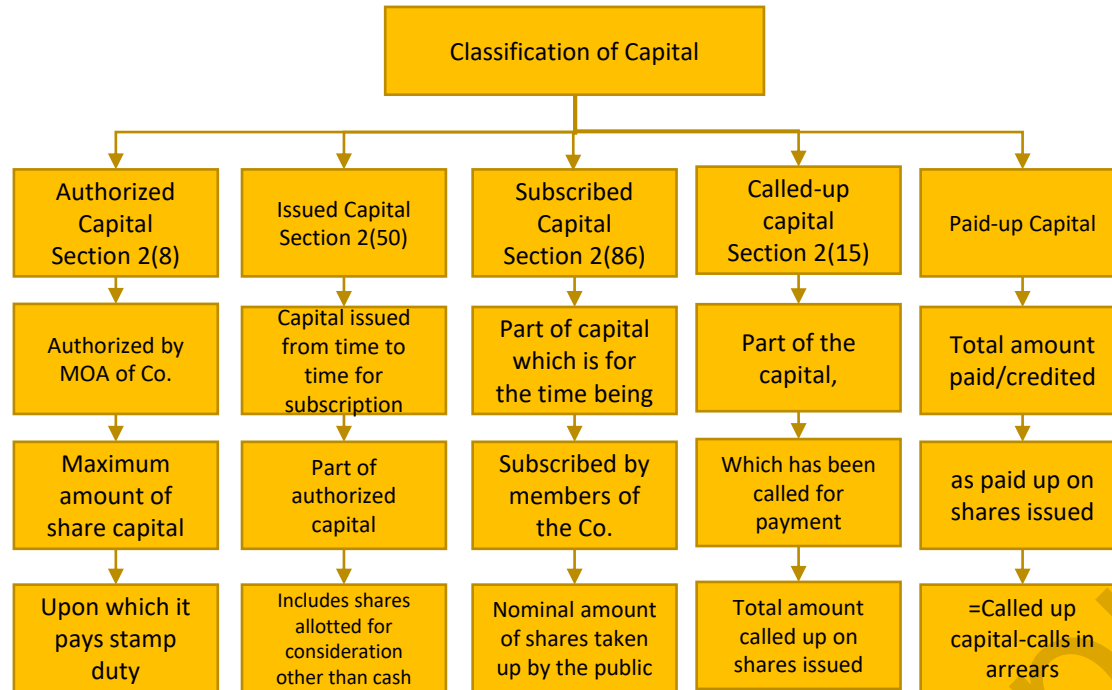 Classification of Capital
Authorized
Capital
Section 2(8)
Issued Capital
Section 2(50)
Subscribed
Capital
Section 2(86)
Called-up
capital
Section 2(15)
Paid-up Capital
Authorized by
MOA of Co.
Capital issued
from time to
time for
subscription
Part of capital
which is for
the time being
Part of the
capital,
Total amount
paid/credited
Maximum
amount of
share capital
Part of
authorized
capital
Subscribed by
members of
the Co.
Which has been
called for
payment
as paid up on
shares issued
Upon which it
pays stamp
duty
Includes shares
allotted for
consideration
other than cash
Nominal amount
of shares taken
up by the public
Total amount
called up on
shares issued
=Called up
capital-calls in
arrears